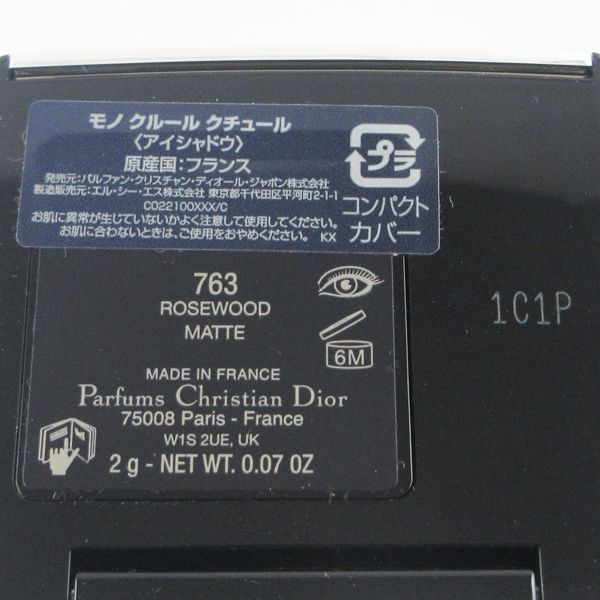 モノ クルール クチュール
〈アイシャドウ〉
原産国:フランス
発売元:パルファン・クリスチャン・ディオール・ジャポン株式会社
製造販売元:エル・シー・エス株式会社 東京都千代田区平河町2-1-1
C022100XXX/C
お肌に異常が生じていないかよく注意して使用してください。
お肌に合わないときは、ご使用をおやめください。 KX
プラ
コンパクト
カバー
763
ROSEWOOD
MATTE
6M
MADE IN FRANCE
Parfums Christian Dior
75008 Paris - France
W1S 2UE, UK
2 g - NET WT. 0.07 OZ
1C1P